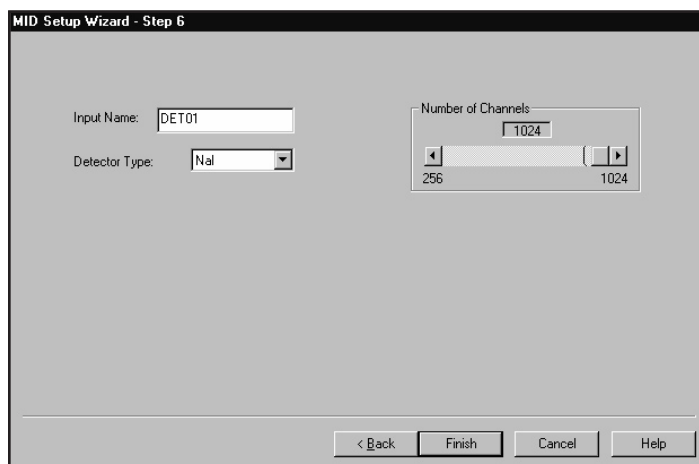 MID Setup Wizard - Step 6
Input Name: DET01
Detector Type: NaI
Number of Channels
1024
256 1024
< Back Finish Cancel Help